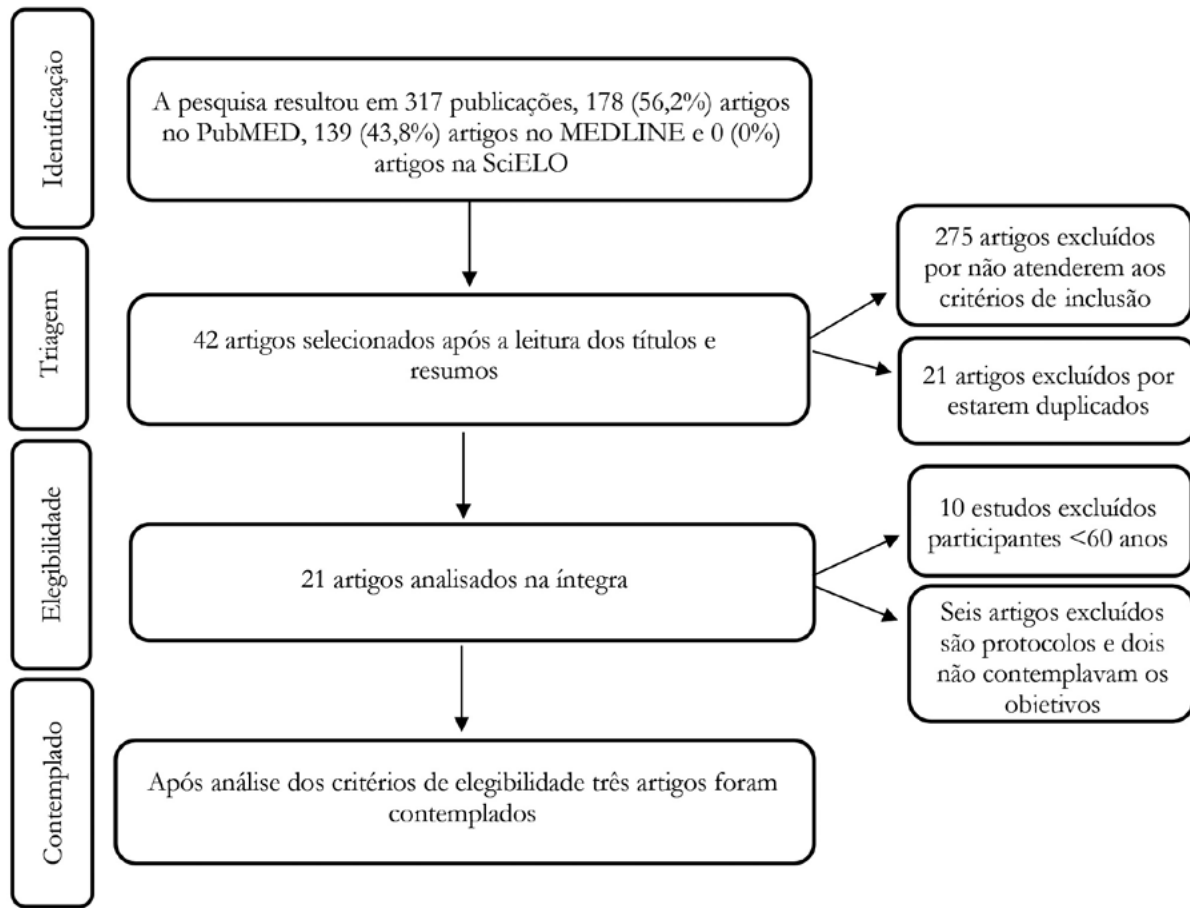 Identificação
A pesquisa resultou em 317 publicações, 178 (56,2%) artigos
no PubMED, 139 (43,8%) artigos no MEDLINE e 0 (0%)
artigos na SciELO
Triagem
42 artigos selecionados após a leitura dos títulos e
resumos
275 artigos excluídos
por não atenderem aos
critérios de inclusão
21 artigos excluídos por
estarem duplicados
Elegibilidade
21 artigos analisados na íntegra
10 estudos excluídos
participantes <60 anos
Seis artigos excluídos
são protocolos e dois
não contemplavam os
objetivos
Contemplado
Após análise dos critérios de elegibilidade três artigos foram
contemplados